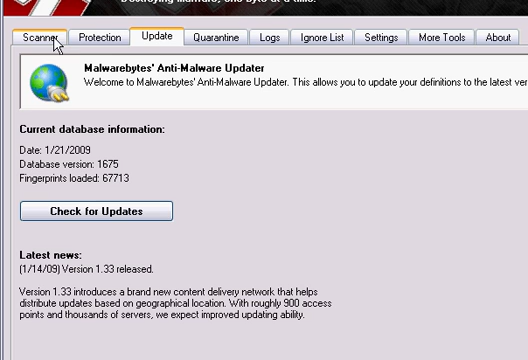 Destroying malware, one byte at a time.
Scanner Protection Update Quarantine Logs Ignore List Settings More Tools About
Malwarebytes' Anti-Malware Updater
Welcome to Malwarebytes' Anti-Malware Updater. This allows you to update your definitions to the latest ver
Current database information:
Date: 1/21/2009
Database version: 1675
Fingerprints loaded: 67713
Check for Updates
Latest news:
(1/14/09) Version 1.33 released.
Version 1.33 introduces a brand new content delivery network that helps
distribute updates based on geographical location. With roughly 900 access
points and thousands of servers, we expect improved updating ability.